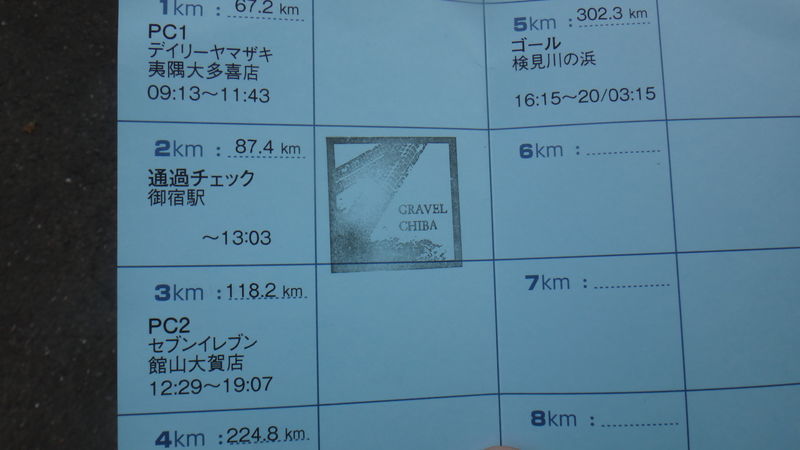 1km : 67.2 km
PC1
デイリーヤマザキ
夷隅大多喜店
09:13～11:43
2km : 87.4 km
通過チェック
御宿駅
～13:03
GRAVEL
CHIBA
3km : 118.2 km
PC2
セブンイレブン
館山大賀店
12:29～19:07
4km : 224.8 km
5km : 302.3 km
ゴール
検見川の浜
16:15～20/03:15
6km :
7km :
8km :